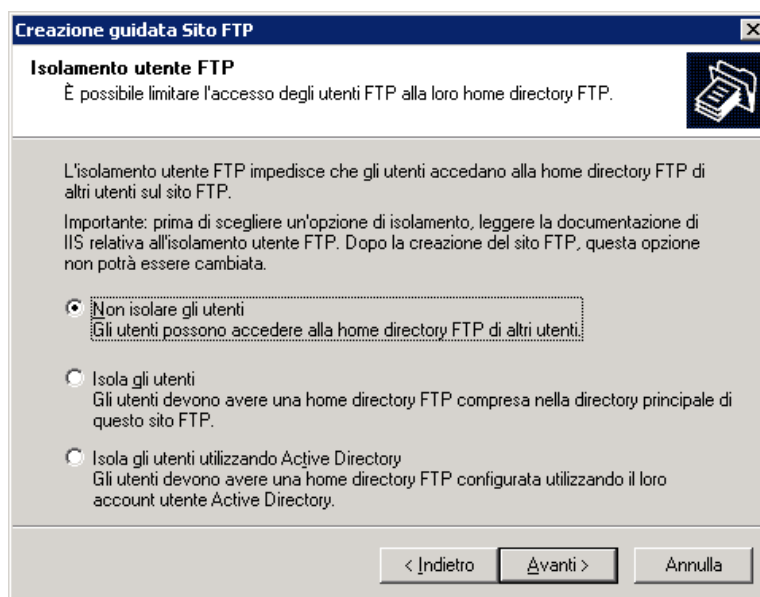 Creazione guidata Sito FTP
Isolamento utente FTP
È possibile limitare l'accesso degli utenti FTP alla loro home directory FTP.
L'isolamento utente FTP impedisce che gli utenti accedano alla home directory FTP di
altri utenti sul sito FTP.
Importante: prima di scegliere un'opzione di isolamento, leggere la documentazione di
IIS relativa all'isolamento utente FTP. Dopo la creazione del sito FTP, questa opzione
non potrà essere cambiata.
Non isolare gli utenti
Gli utenti possono accedere alla home directory FTP di altri utenti.
Isola gli utenti
Gli utenti devono avere una home directory FTP compresa nella directory principale di
questo sito FTP.
Isola gli utenti utilizzando Active Directory
Gli utenti devono avere una home directory FTP configurata utilizzando il loro
account utente Active Directory.
< Indietro Avanti > Annulla